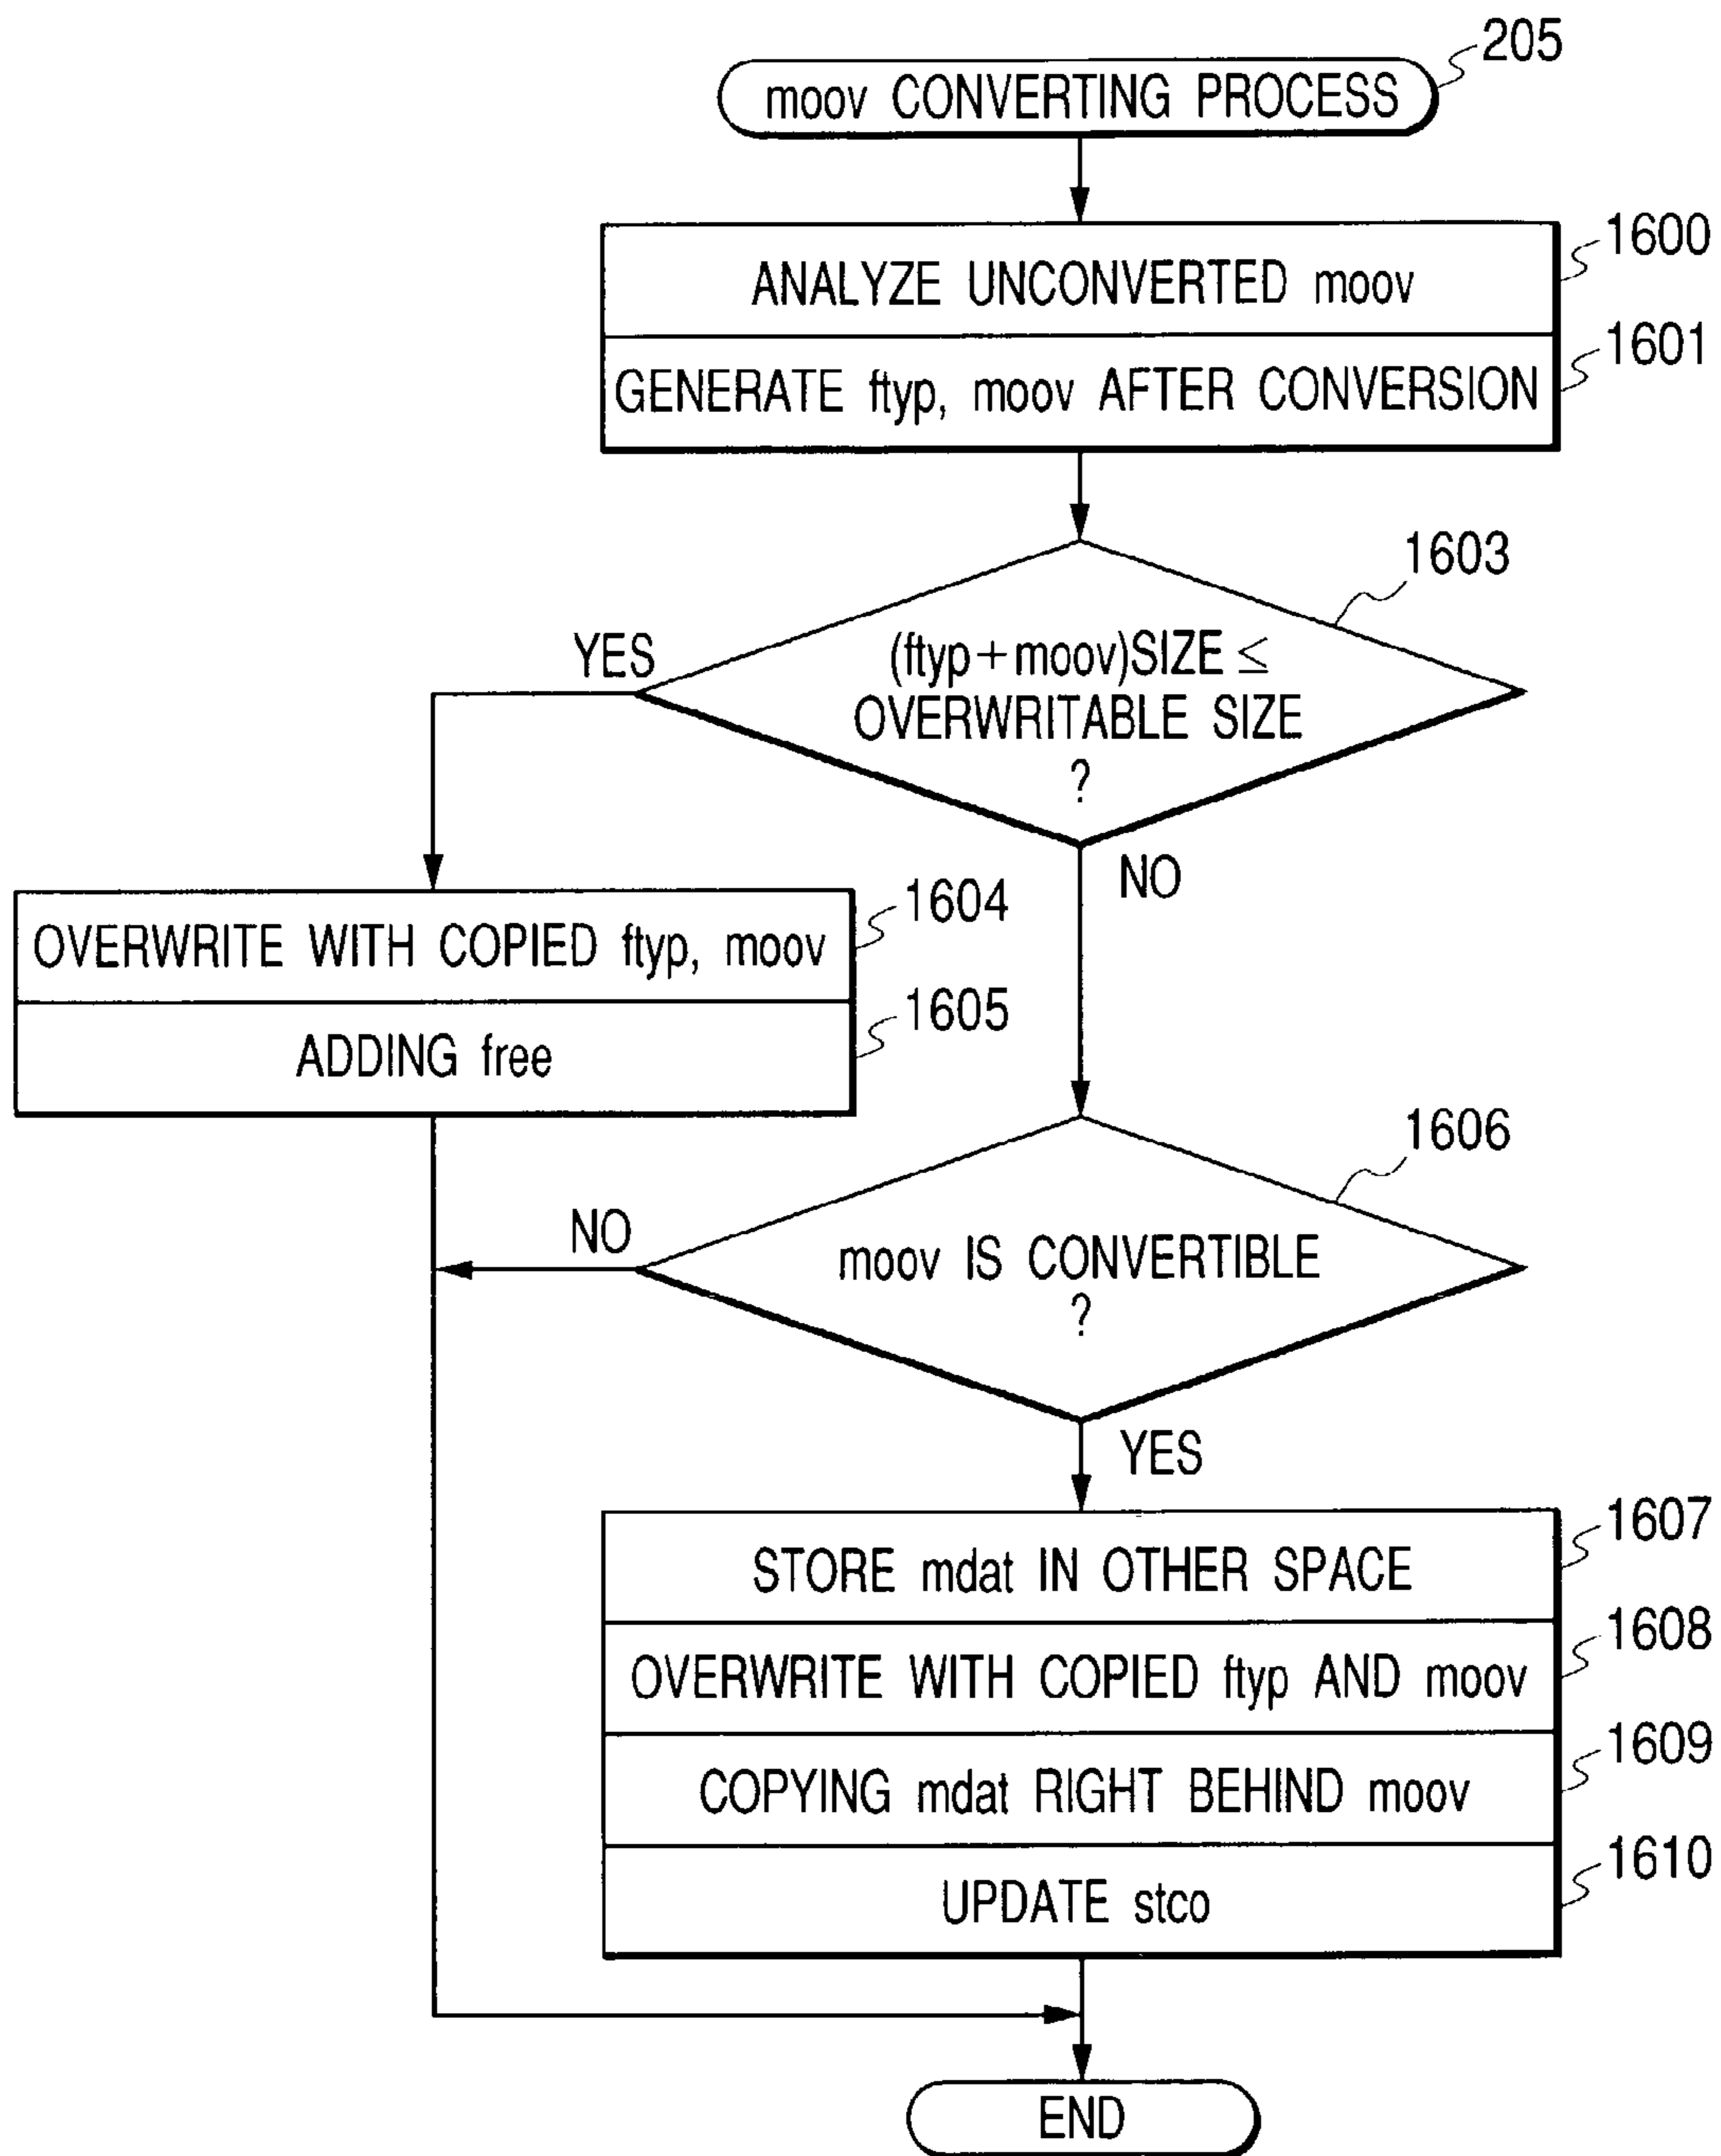 205
moov CONVERTING PROCESS
1600
ANALYZE UNCONVERTED moov
1601
GENERATE ftyp, moov AFTER CONVERSION
1603
(ftyp+moov)SIZE ≤
OVERWRITABLE SIZE
?
YES
NO
1604
OVERWRITE WITH COPIED ftyp, moov
1605
ADDING free
1606
moov IS CONVERTIBLE
?
NO
YES
1607
STORE mdat IN OTHER SPACE
1608
OVERWRITE WITH COPIED ftyp AND moov
1609
COPYING mdat RIGHT BEHIND moov
1610
UPDATE stco
END